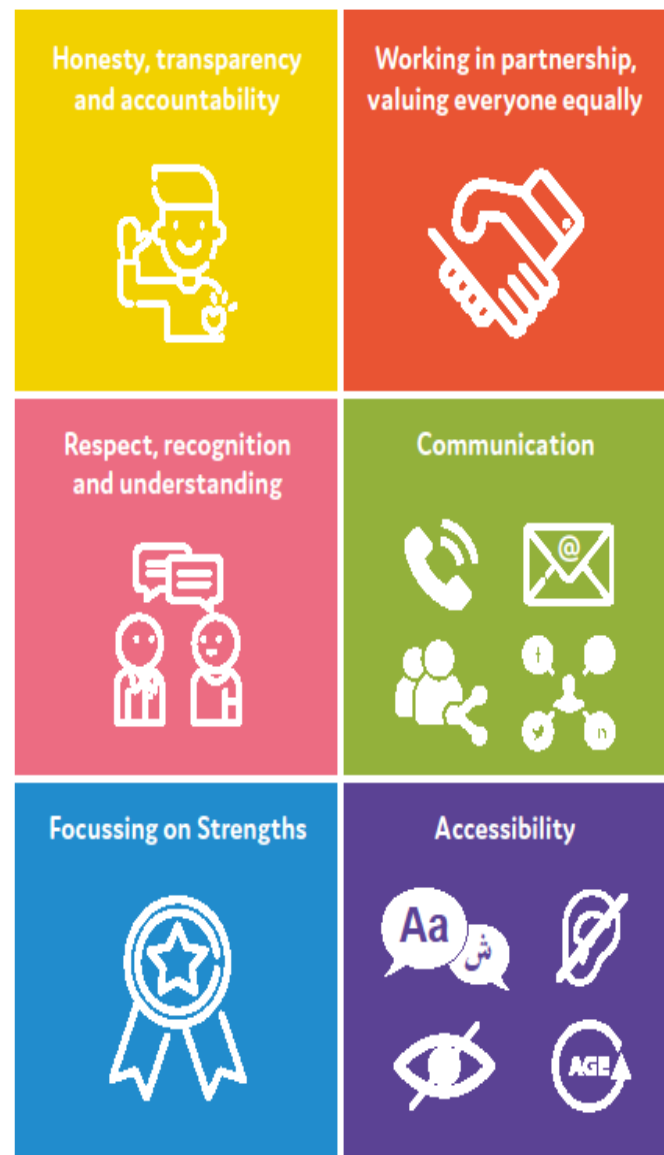 Honesty, transparency
and accountability
Working in partnership,
valuing everyone equally
Respect, recognition
and understanding
Communication
@
f
in
Focussing on Strengths
Accessibility
Aa
ش
AGE